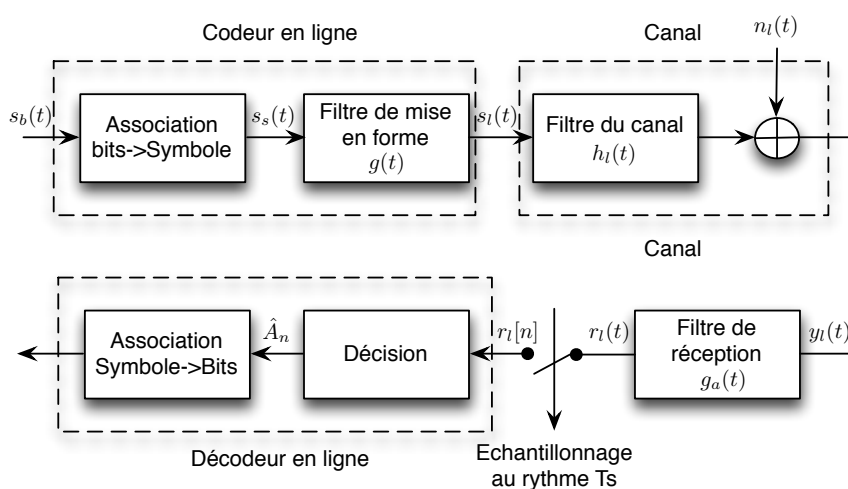 Codeur en ligne
Canal
n_l(t)
s_b(t)
Association
bits->Symbole
s_s(t)
Filtre de mise
en forme
g(t)
s_l(t)
Filtre du canal
h_l(t)
Canal
Association
Symbole->Bits
Â_n
Décision
r_l[n]
r_l(t)
Filtre de
réception
g_a(t)
y_l(t)
Décodeur en ligne
Echantillonnage
au rythme Ts